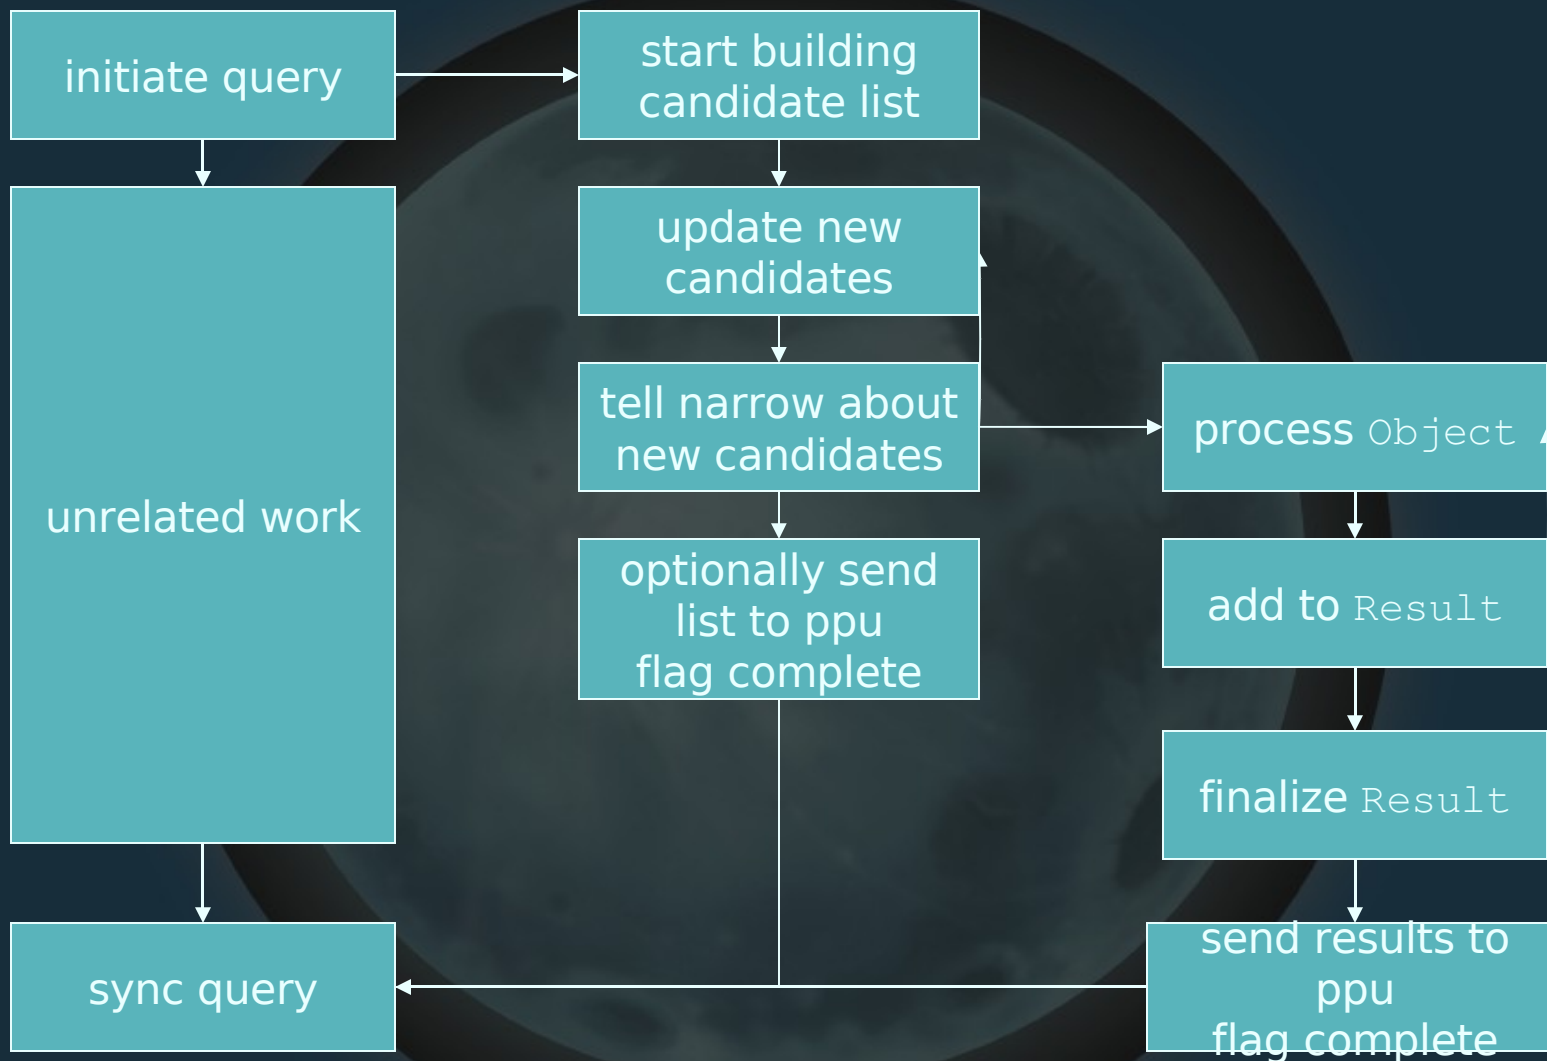 initiate query
start building
candidate list
update new
candidates
tell narrow about
new candidates
process Object
unrelated work
optionally send
list to ppu
flag complete
add to Result
finalize Result
sync query
send results to
ppu
flag complete